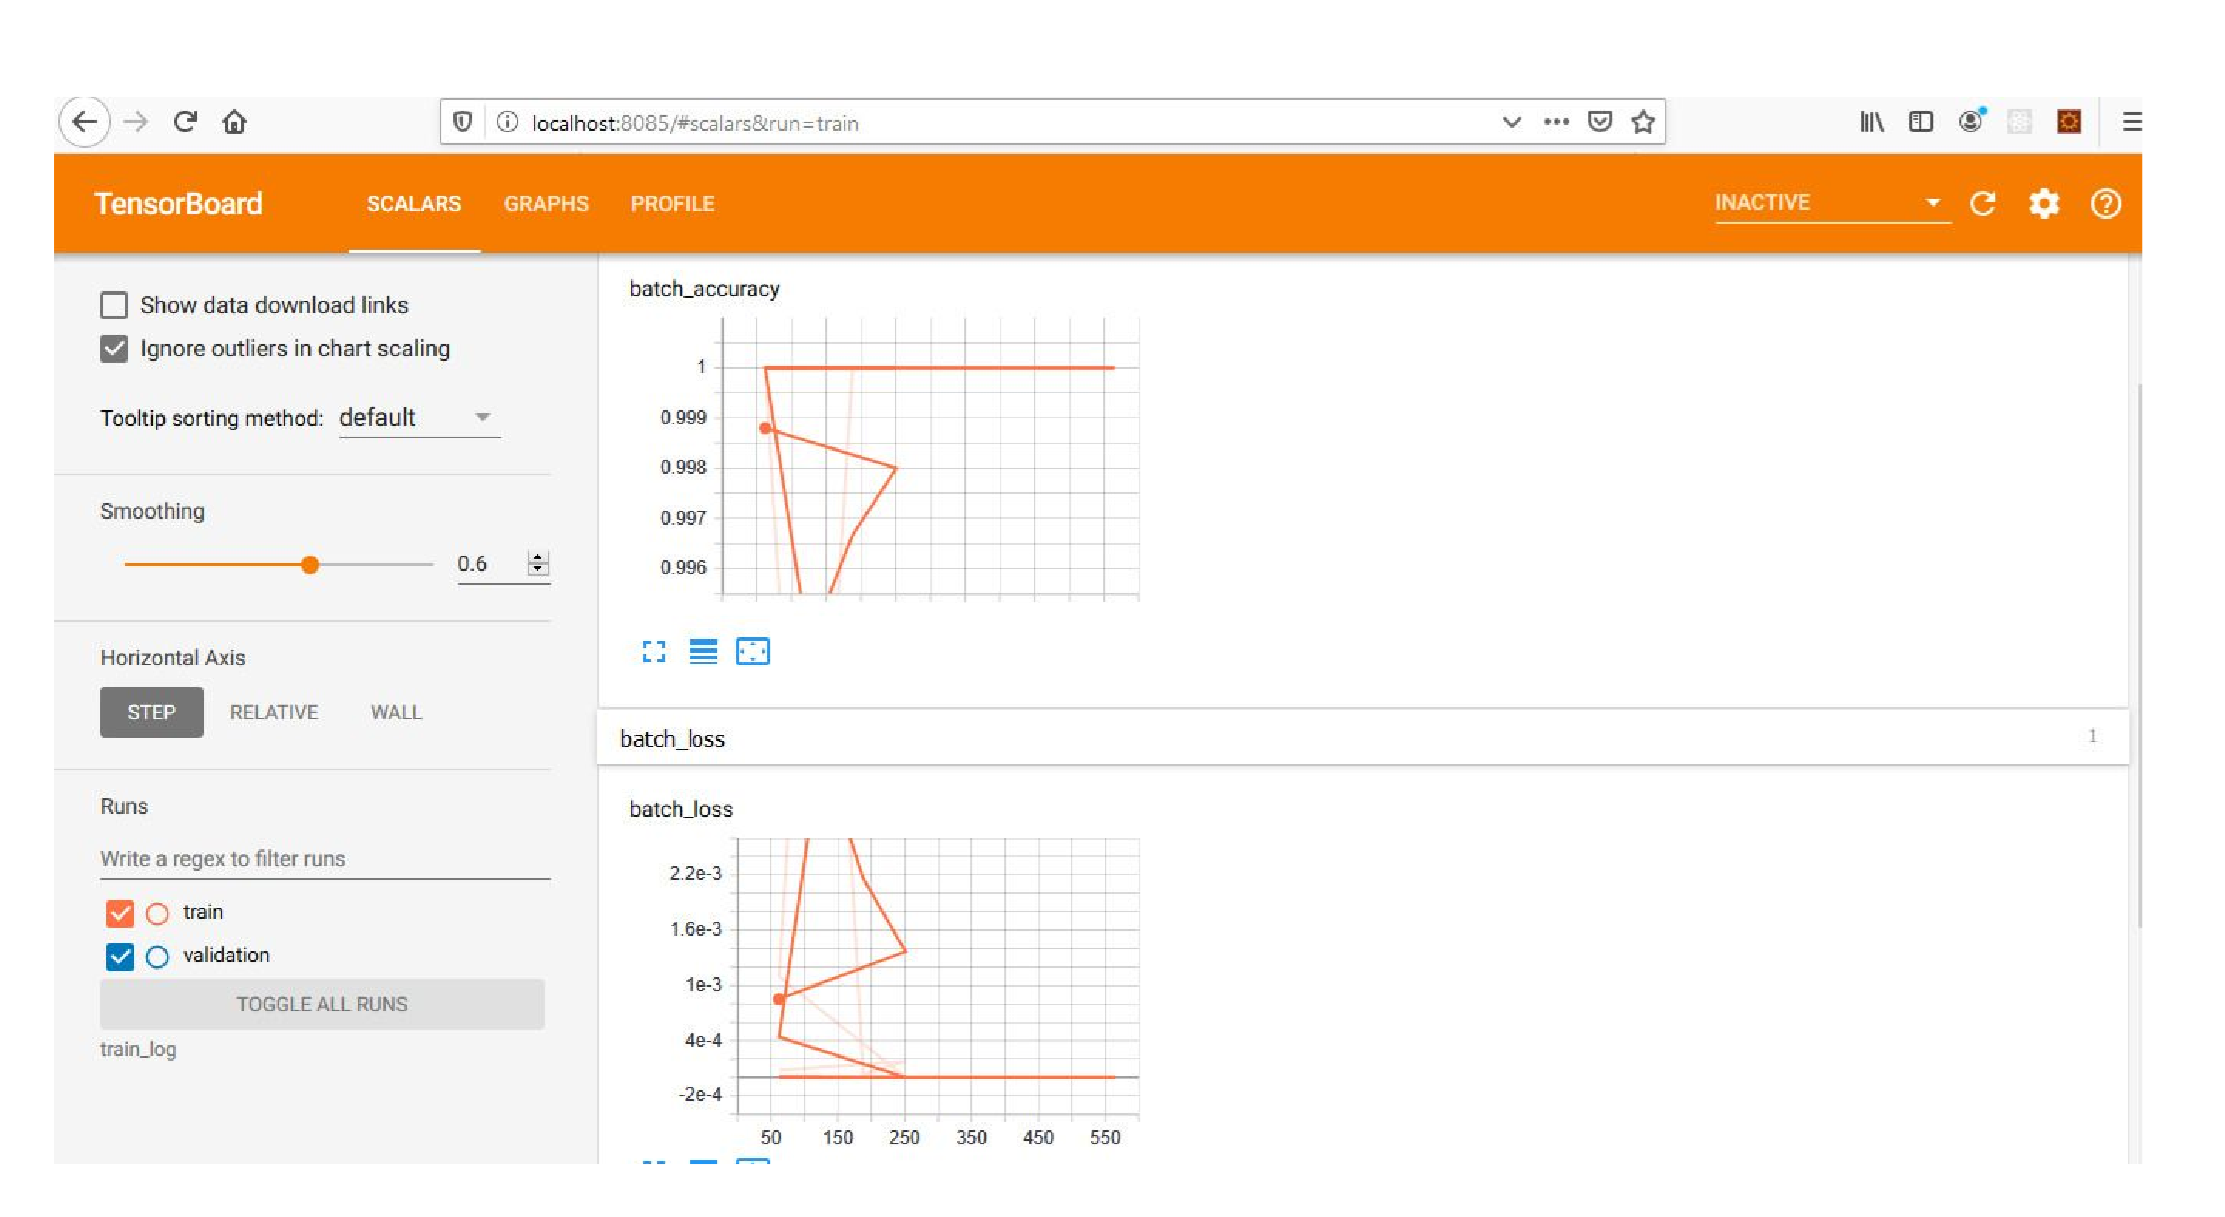 localhost:8085/#scalars&run=train
TensorBoard SCALARS GRAPHS PROFILE INACTIVE
Show data download links
Ignore outliers in chart scaling
Tooltip sorting method: default
Smoothing
0.6
Horizontal Axis
STEP RELATIVE WALL
Runs
Write a regex to filter runs
train
validation
TOGGLE ALL RUNS
train_log
batch_accuracy
1
0.999
0.998
0.997
0.996
batch_loss 1
batch_loss
2.2e-3
1.6e-3
1e-3
4e-4
-2e-4
50 150 250 350 450 550